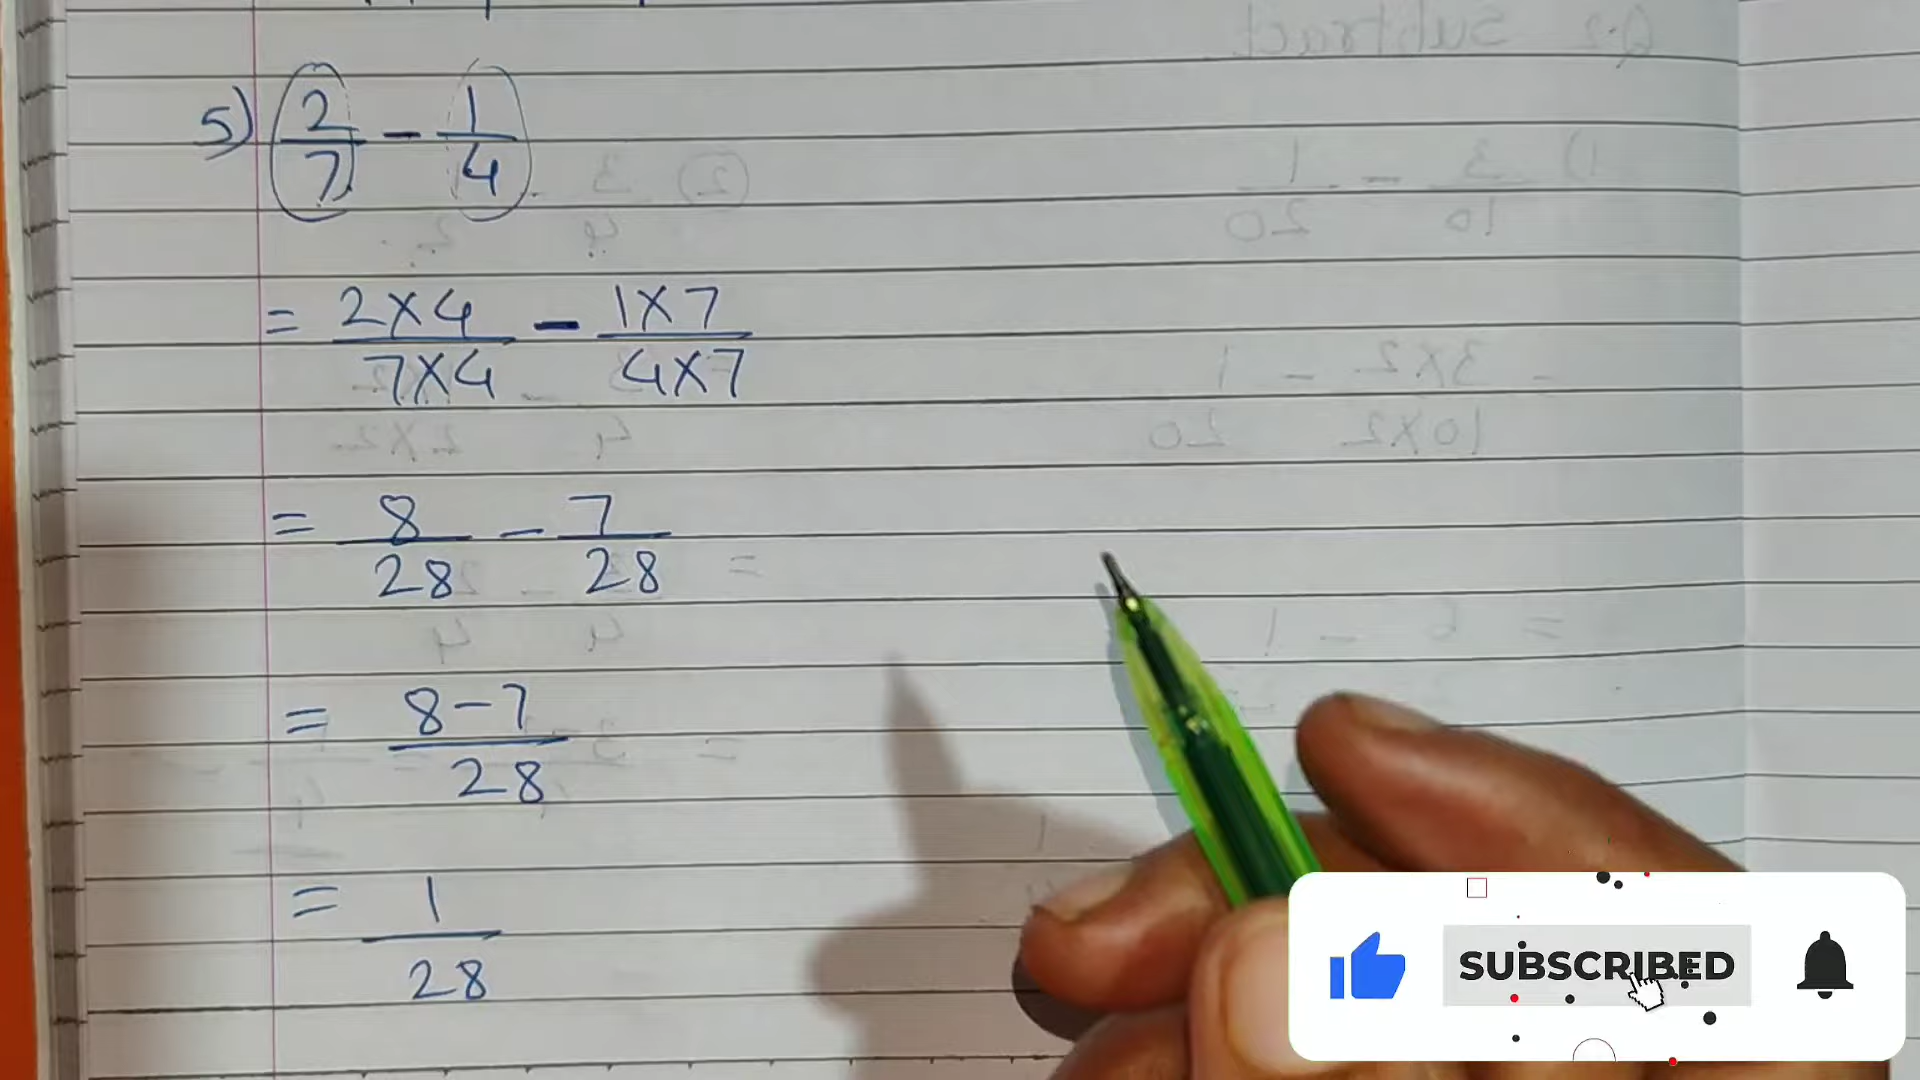 5) 2/7 - 1/4
= 2×4/7×4 - 1×7/4×7
= 8/28 - 7/28
= 8-7/28
= 1/28
SUBSCRIBED